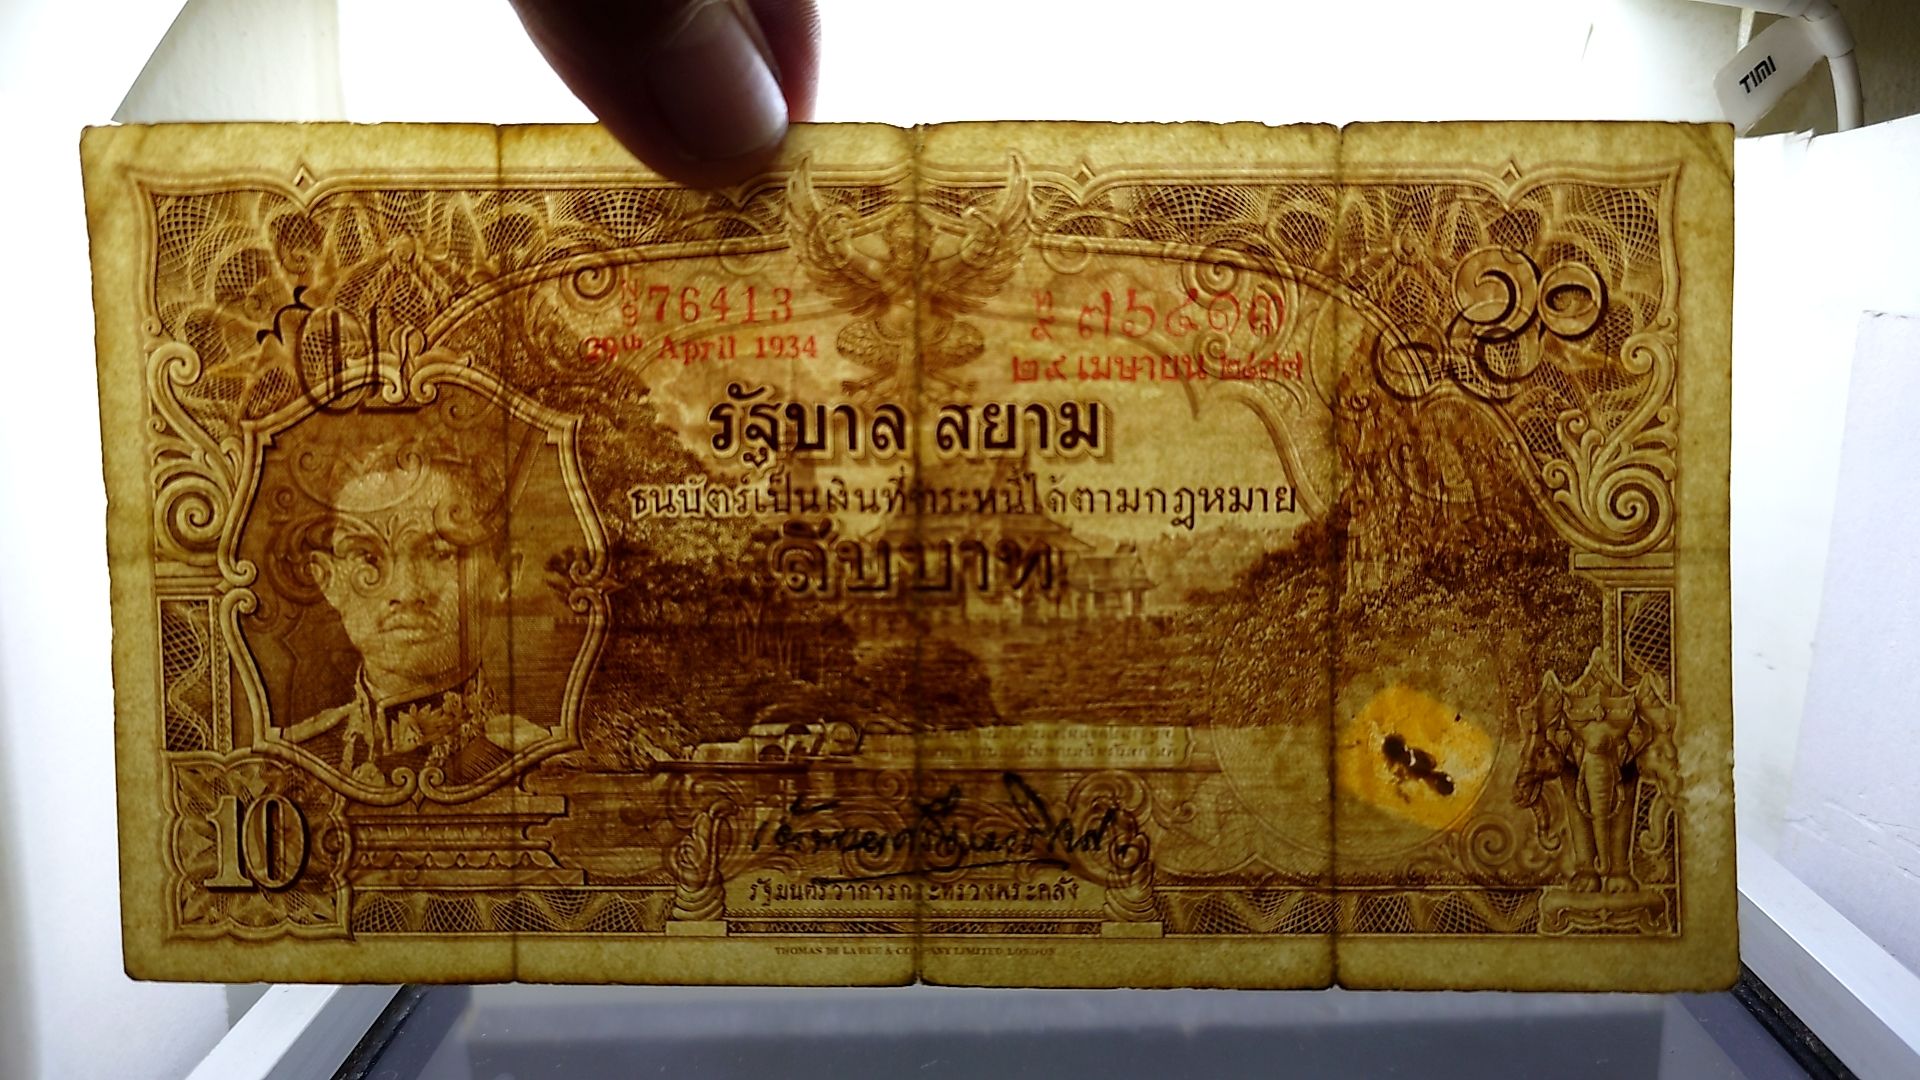 TIMI
๑๐
N/9 76413
29th April 1934
ท/๙ ๗๖๔๑๓
๒๙ เมษายน ๒๔๗๗
รัฐบาล สยาม
ธนบัตร์เป็นเงินที่ชำระหนี้ได้ตามกฎหมาย
สิบบาท
10
รัฐมนตรีว่าการกระทรวงพระคลัง
THOMAS DE LA RUE & COMPANY LIMITED LONDON